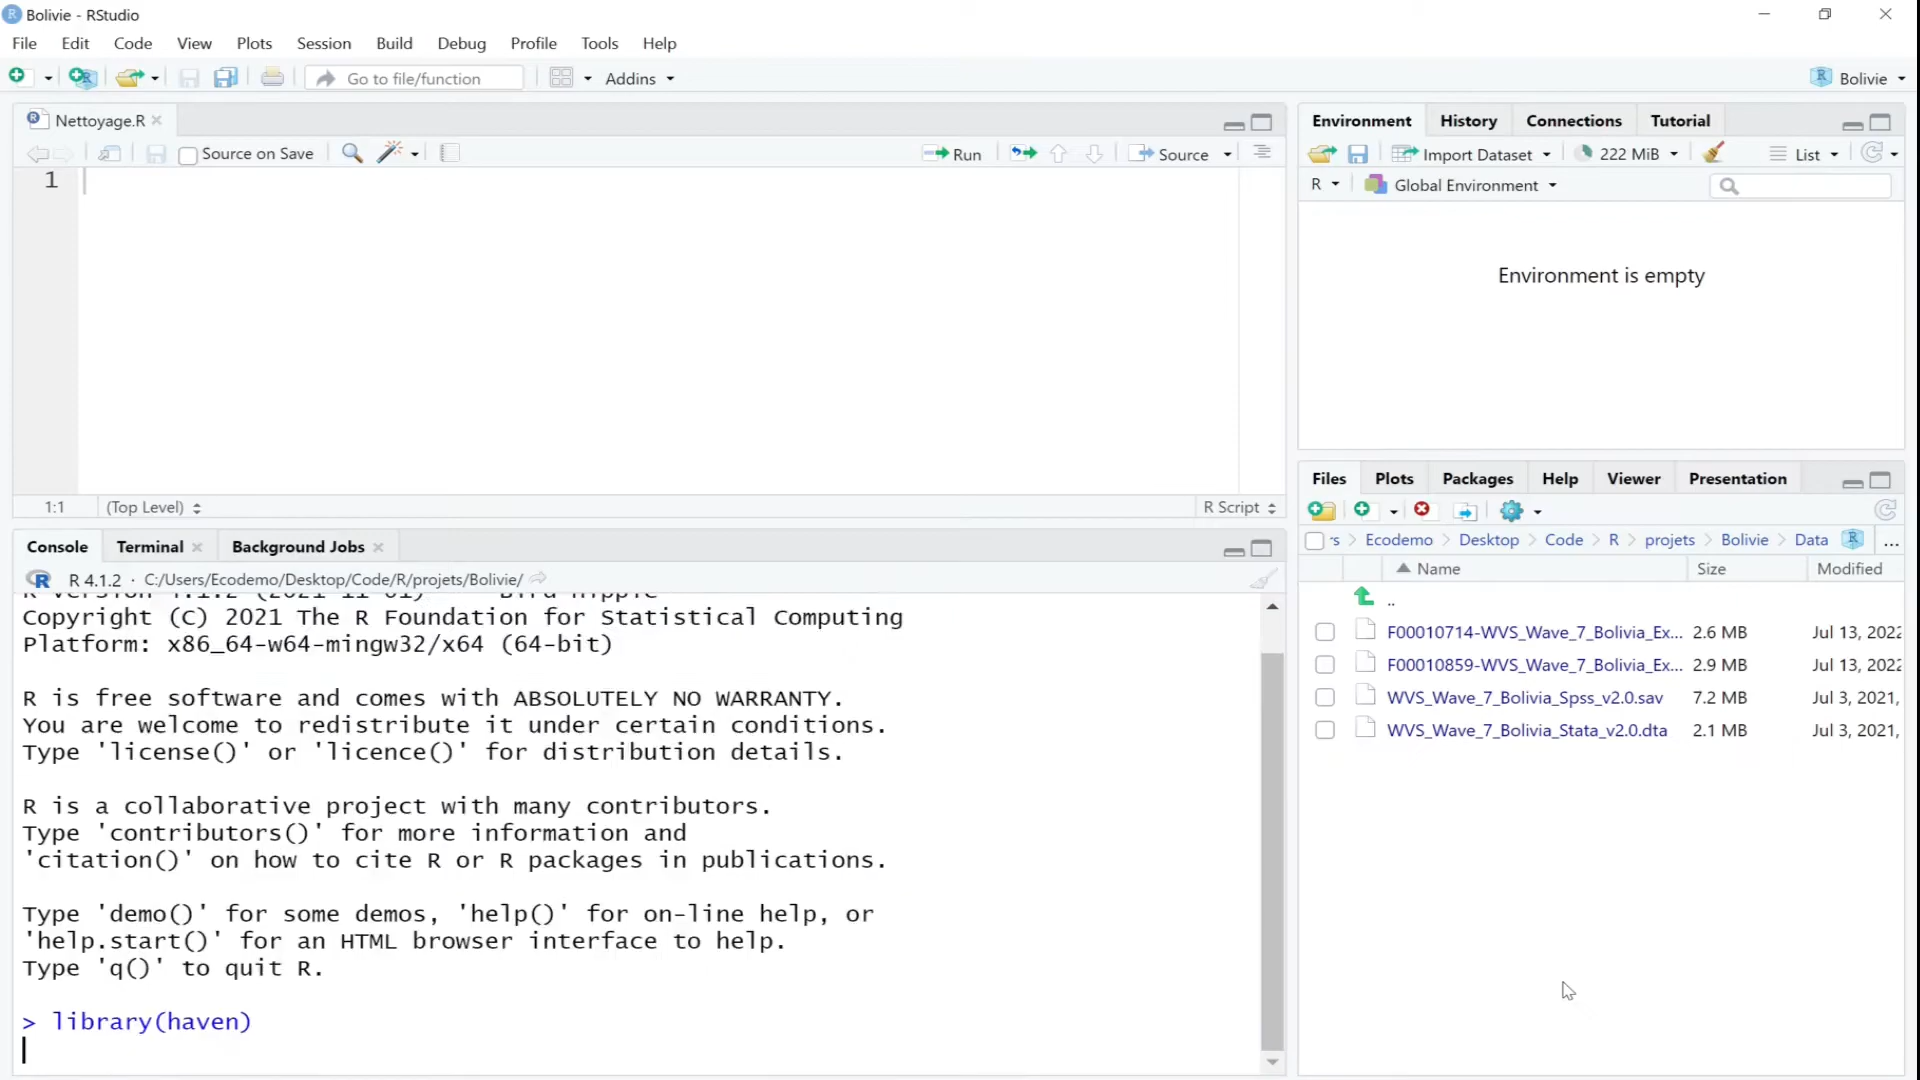 Bolivie - RStudio
File Edit Code View Plots Session Build Debug Profile Tools Help
Go to file/function Addins Bolivie
Nettoyage.R
Source on Save Run Source
1
1:1 (Top Level) R Script
Console Terminal Background Jobs
R 4.1.2 · C:/Users/Ecodemo/Desktop/Code/R/projets/Bolivie/
Copyright (C) 2021 The R Foundation for Statistical Computing
Platform: x86_64-w64-mingw32/x64 (64-bit)
R is free software and comes with ABSOLUTELY NO WARRANTY.
You are welcome to redistribute it under certain conditions.
Type 'license()' or 'licence()' for distribution details.
R is a collaborative project with many contributors.
Type 'contributors()' for more information and
'citation()' on how to cite R or R packages in publications.
Type 'demo()' for some demos, 'help()' for on-line help, or
'help.start()' for an HTML browser interface to help.
Type 'q()' to quit R.
> library(haven)
Environment History Connections Tutorial
Import Dataset 222 MiB List
R Global Environment
Environment is empty
Files Plots Packages Help Viewer Presentation
rs Ecodemo Desktop Code R projets Bolivie Data ...
Name Size Modified
..
F00010714-WVS_Wave_7_Bolivia_Ex... 2.6 MB Jul 13, 2022
F00010859-WVS_Wave_7_Bolivia_Ex... 2.9 MB Jul 13, 2022
WVS_Wave_7_Bolivia_Spss_v2.0.sav 7.2 MB Jul 3, 2021,
WVS_Wave_7_Bolivia_Stata_v2.0.dta 2.1 MB Jul 3, 2021,